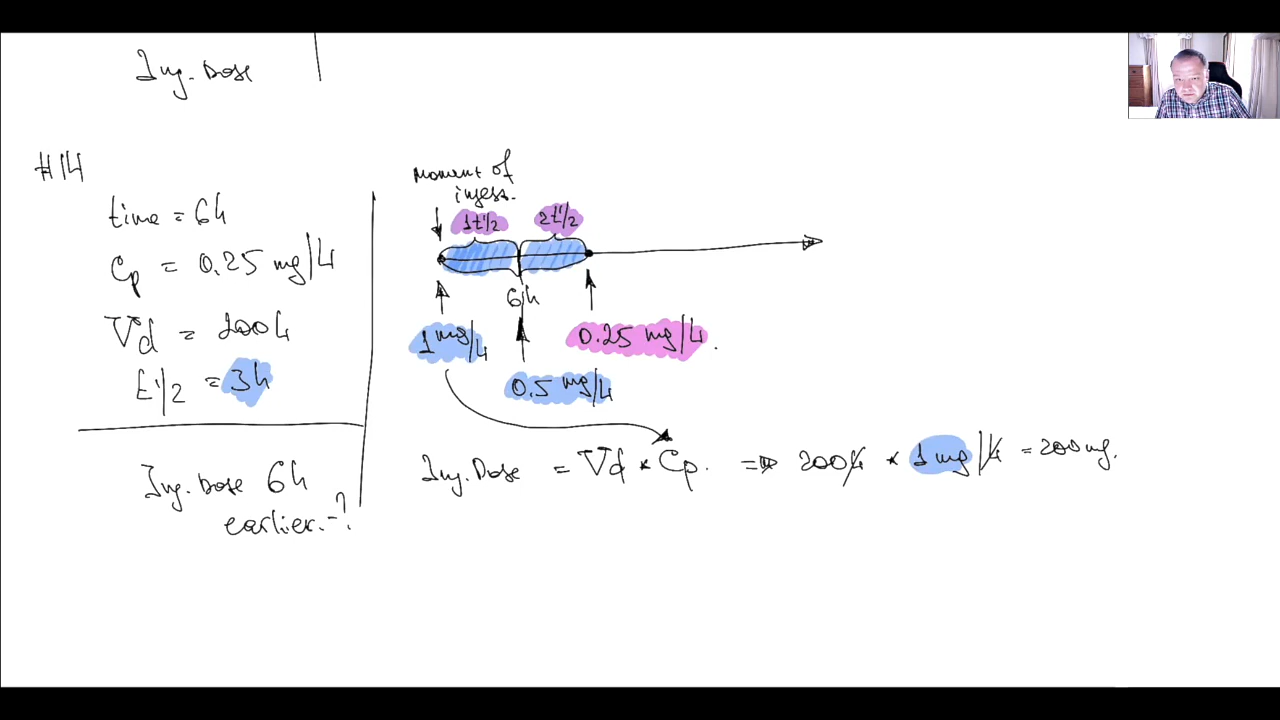 Ing. Dose
#14
time = 6h
Cp = 0.25 mg/L
Vd = 200 L
t1/2 = 3h
Ing. Dose 6h
earlier. -?
moment of
ingess.
1t1/2
2t1/2
6h
1 mg/L
0.25 mg/L.
0.5 mg/L
Ing. Dose = Vd * Cp. => 200L * 1 mg/L = 200 mg.